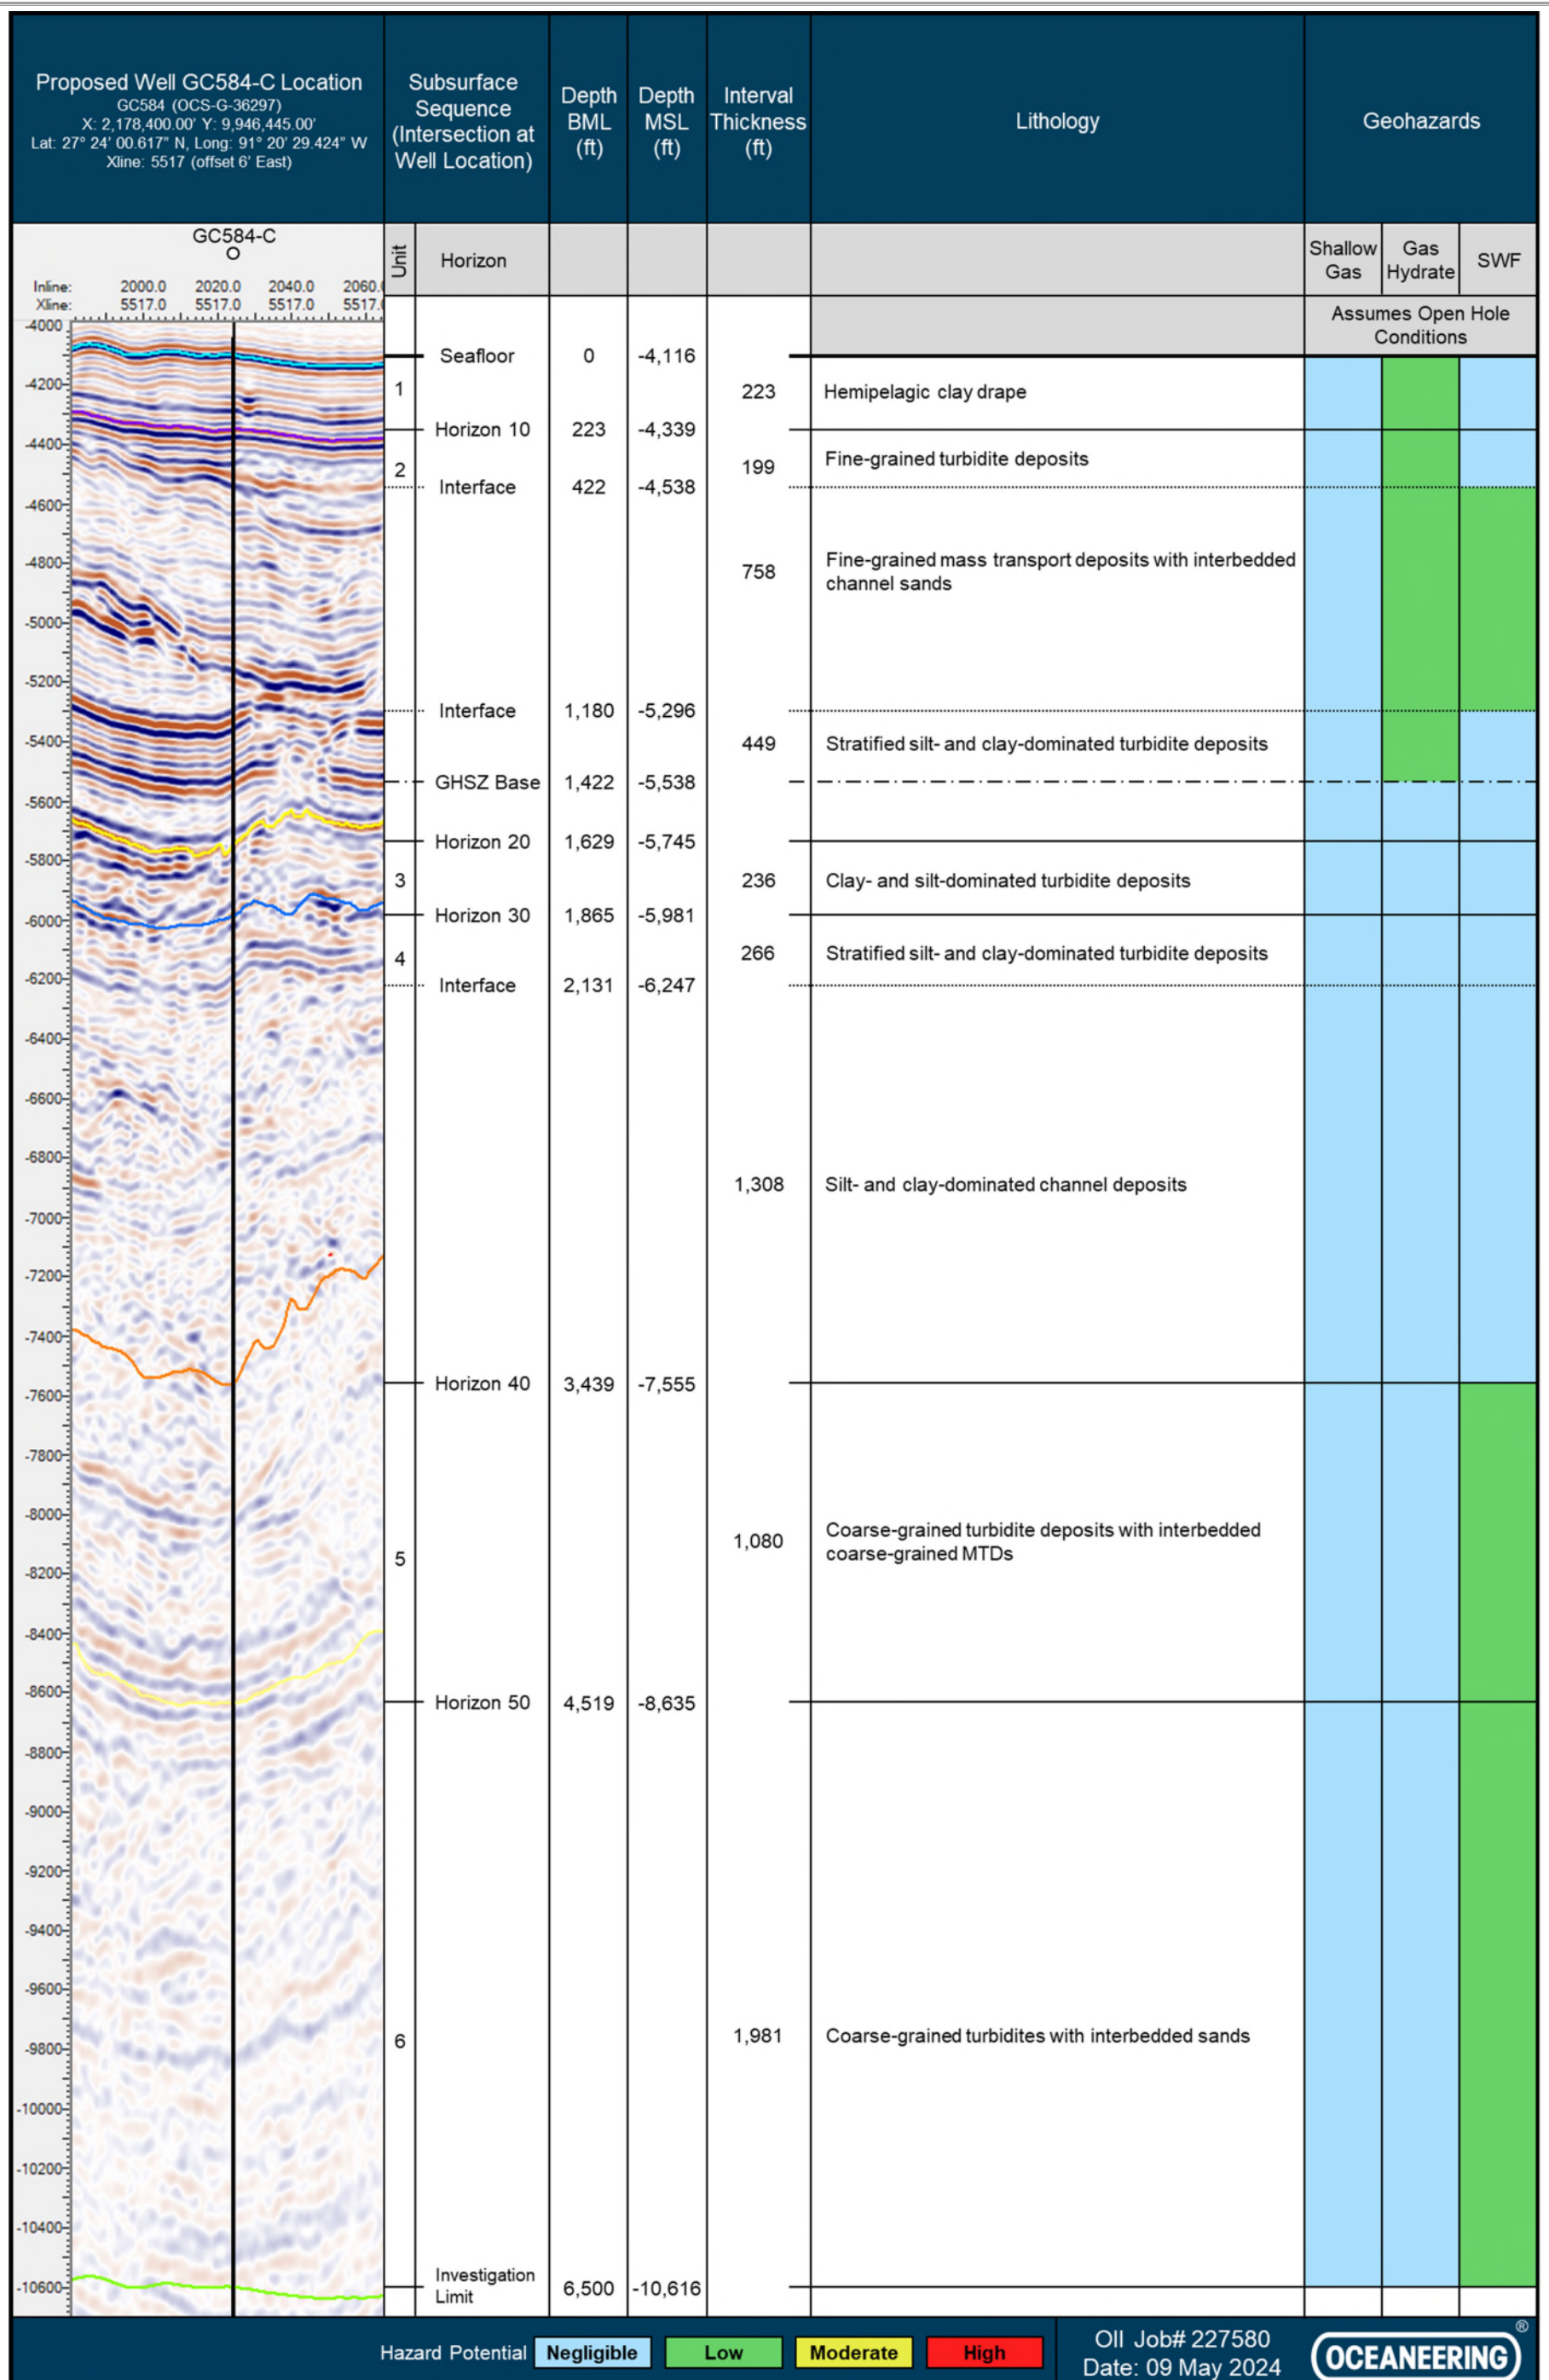 Proposed Well GC584-C Location
GC584 (OCS-G-36297)
X: 2,178,400.00' Y: 9,946,445.00'
Lat: 27° 24' 00.617" N, Long: 91° 20' 29.424" W
Xline: 5517 (offset 6' East)
Subsurface
Sequence
(Intersection at
Well Location)
Depth
BML
(ft)
Depth
MSL
(ft)
Interval
Thickness
(ft)
Lithology
Geohazards
GC584-C
Inline: 2000.0 2020.0 2040.0 2060.
Xline: 5517.0 5517.0 5517.0 5517.
Unit
Horizon
Shallow
Gas
Gas
Hydrate
SWF
Assumes Open Hole
Conditions
-4000
-4200
-4400
-4600
-4800
-5000
-5200
-5400
-5600
-5800
-6000
-6200
-6400
-6600
-6800
-7000
-7200
-7400
-7600
-7800
-8000
-8200
-8400
-8600
-8800
-9000
-9200
-9400
-9600
-9800
-10000
-10200
-10400
-10600
Seafloor 0 -4,116
1 223 Hemipelagic clay drape
Horizon 10 223 -4,339
2 199 Fine-grained turbidite deposits
Interface 422 -4,538
758 Fine-grained mass transport deposits with interbedded
channel sands
Interface 1,180 -5,296
449 Stratified silt- and clay-dominated turbidite deposits
GHSZ Base 1,422 -5,538
Horizon 20 1,629 -5,745
3 236 Clay- and silt-dominated turbidite deposits
Horizon 30 1,865 -5,981
4 266 Stratified silt- and clay-dominated turbidite deposits
Interface 2,131 -6,247
1,308 Silt- and clay-dominated channel deposits
Horizon 40 3,439 -7,555
5 1,080 Coarse-grained turbidite deposits with interbedded
coarse-grained MTDs
Horizon 50 4,519 -8,635
6 1,981 Coarse-grained turbidites with interbedded sands
Investigation
Limit 6,500 -10,616
Hazard Potential Negligible Low Moderate High
OII Job# 227580
Date: 09 May 2024
OCEANEERING®